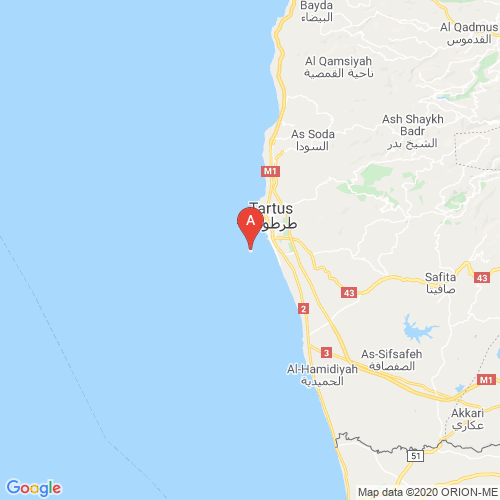 Bayda
البيضاء
Al Qadmus
القدموس
Al Qamsiyah
ناحية القمصية
Ash Shaykh
Badr
الشيخ بدر
As Soda
السودا
M1
Tartus
A
Safita
صافيتا
43
43
2
3
As-Sifsafeh
الصفصافة
Al-Hamidiyah
الحميدية
M1
Akkari
عكاري
51
Google
Map data ©2020 ORION-ME